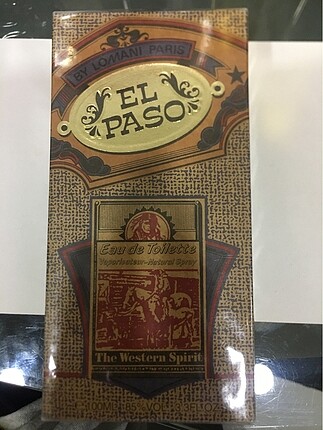 BY LOMANI PARIS
EL
PASO
Eau de Toilette
Vaporisateur-Natural Spray
The Western Spirit